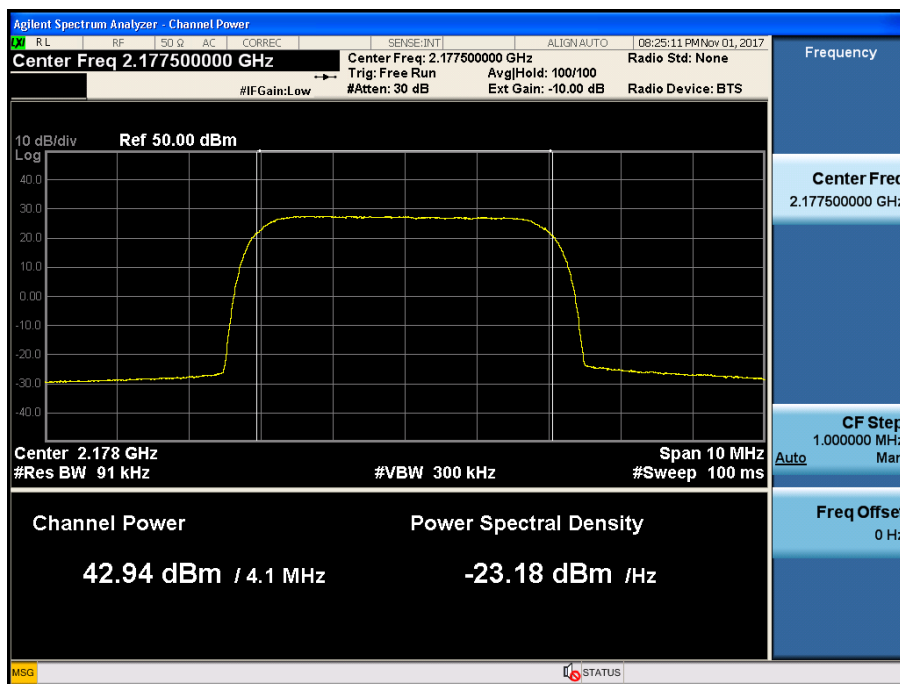 Agilent Spectrum Analyzer - Channel Power
LXI RL RF 50 Ω AC CORREC SENSE:INT ALIGN AUTO 08:25:11 PM Nov 01, 2017
Center Freq 2.177500000 GHz
Center Freq: 2.177500000 GHz Radio Std: None
Trig: Free Run Avg|Hold: 100/100
#IFGain:Low #Atten: 30 dB Ext Gain: -10.00 dB Radio Device: BTS
10 dB/div Ref 50.00 dBm
Log
40.0
30.0
20.0
10.0
0.00
-10.0
-20.0
-30.0
-40.0
Center 2.178 GHz Span 10 MHz
#Res BW 91 kHz #VBW 300 kHz #Sweep 100 ms
Channel Power Power Spectral Density
42.94 dBm / 4.1 MHz -23.18 dBm /Hz
MSG STATUS
Frequency
Center Freq
2.177500000 GHz
CF Step
1.000000 MHz
Auto Man
Freq Offset
0 Hz